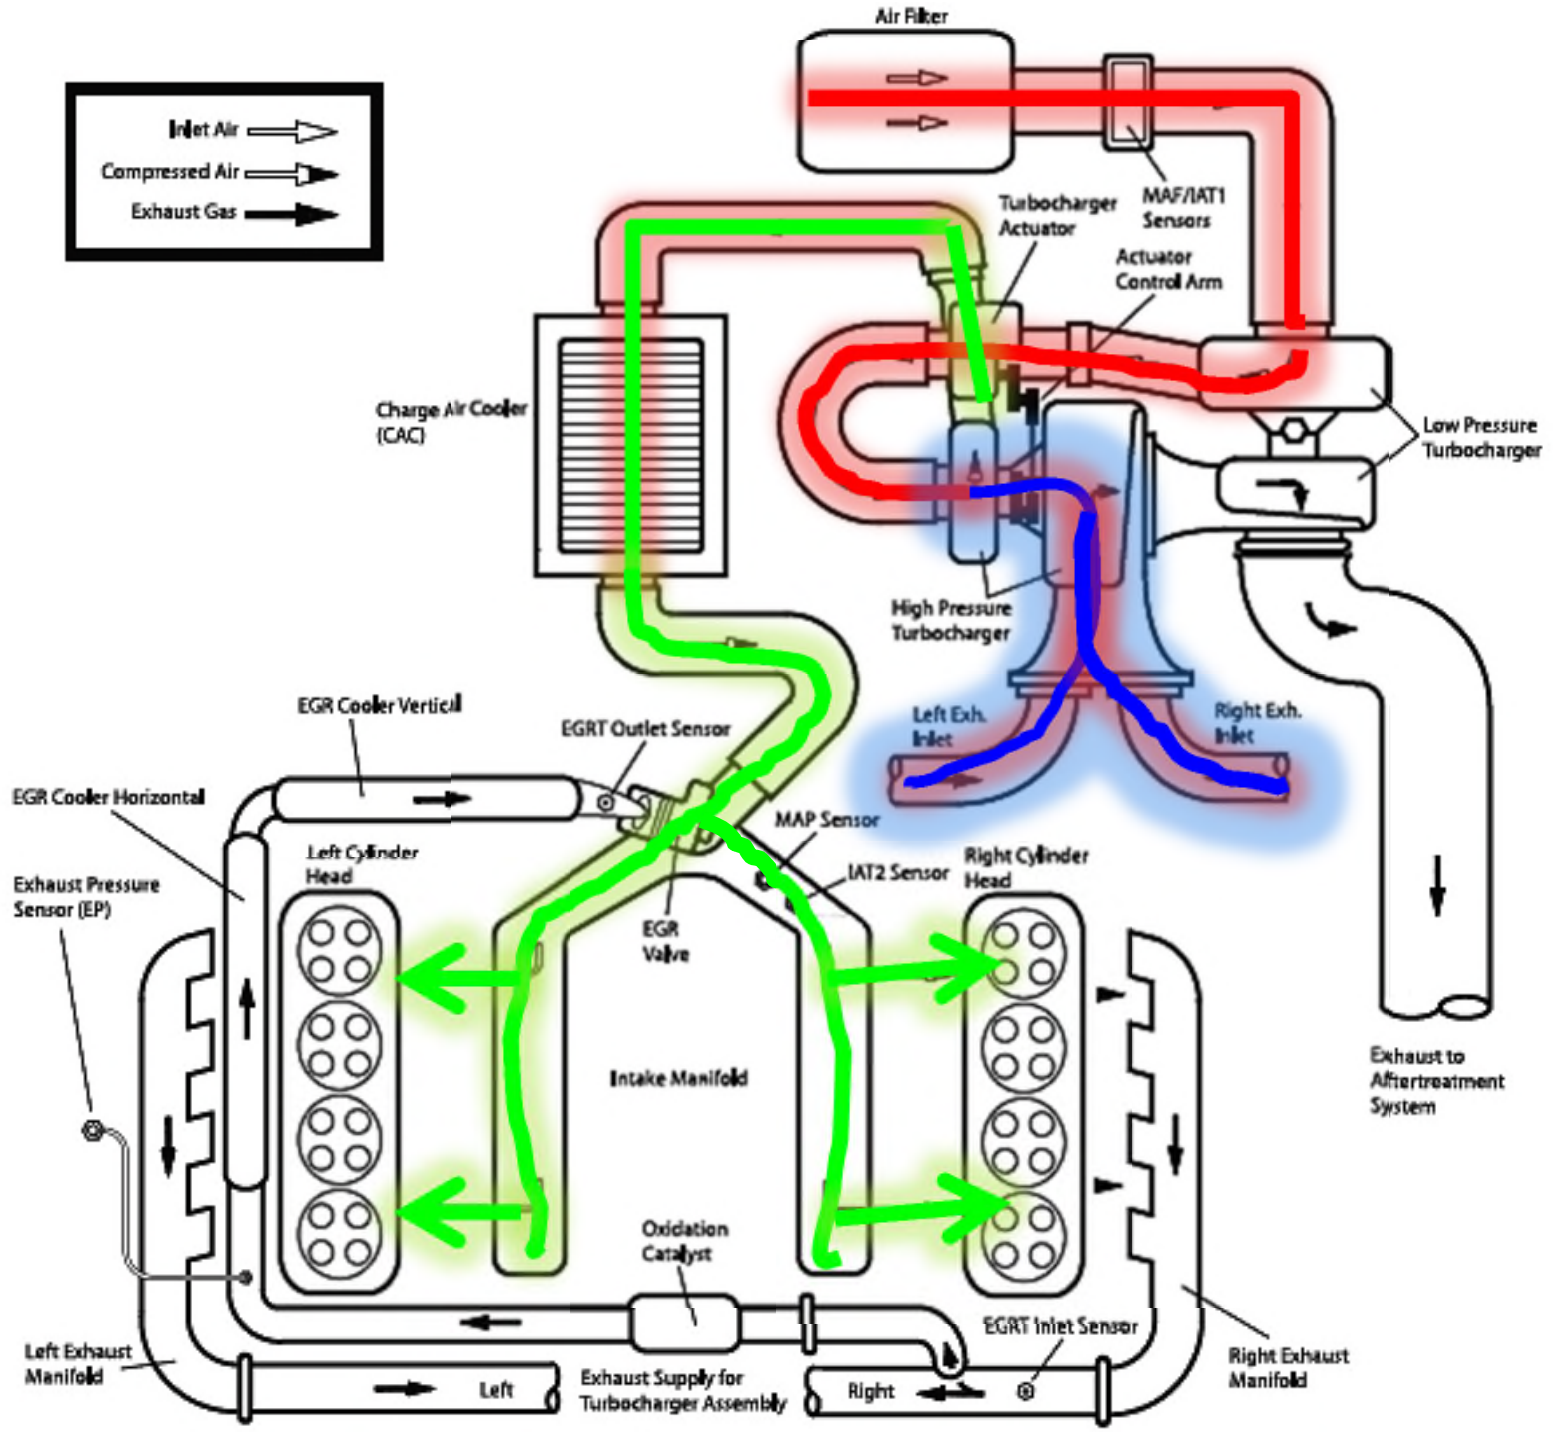 Air Filter
Inlet Air
Compressed Air
Exhaust Gas
MAF/IAT1
Sensors
Turbocharger
Actuator
Actuator
Control Arm
Charge Air Cooler
(CAC)
Low Pressure
Turbocharger
High Pressure
Turbocharger
Left Exh.
Inlet
Right Exh.
Inlet
EGR Cooler Vertical
EGRT Outlet Sensor
EGR Cooler Horizontal
MAP Sensor
Left Cylinder
Head
Right Cylinder
Head
IAT2 Sensor
Exhaust Pressure
Sensor (EP)
EGR
Valve
Intake Manifold
Exhaust to
Aftertreatment
System
Oxidation
Catalyst
EGRT Inlet Sensor
Left Exhaust
Manifold
Right Exhaust
Manifold
Left
Exhaust Supply for
Turbocharger Assembly
Right